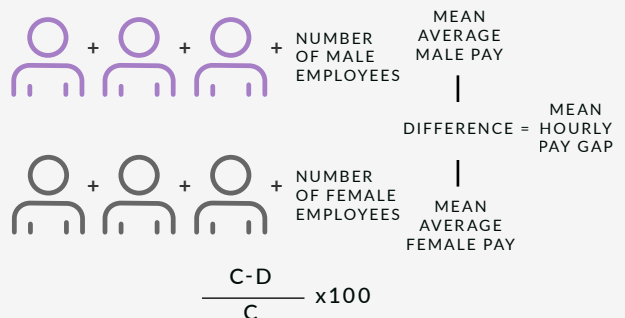 + + + NUMBER
OF MALE
EMPLOYEES
MEAN
AVERAGE
MALE PAY
DIFFERENCE = MEAN
HOURLY
PAY GAP
+ + + NUMBER
OF FEMALE
EMPLOYEES
MEAN
AVERAGE
FEMALE PAY
C-D
C
x100